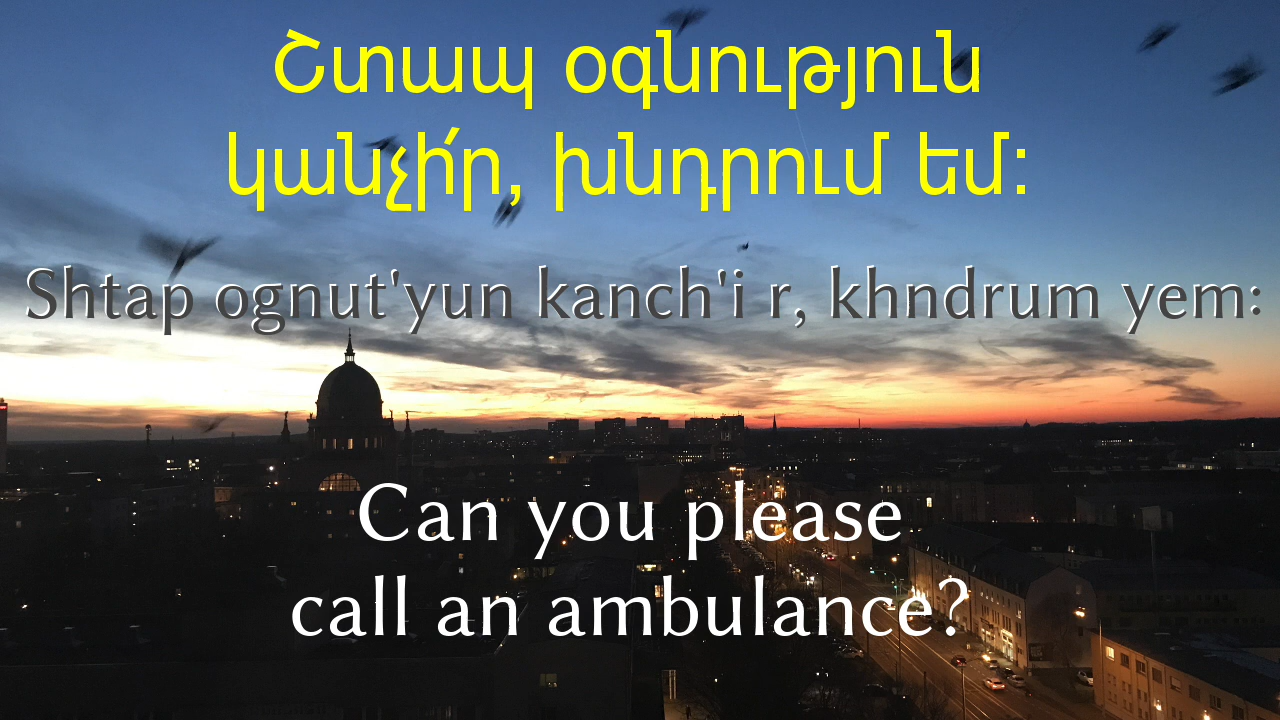 Շտապ օգնություն
կանչի՛ր, խնդրում եմ:
Shtap ognut'yun kanch'i r, khndrum yem:
Can you please
call an ambulance?